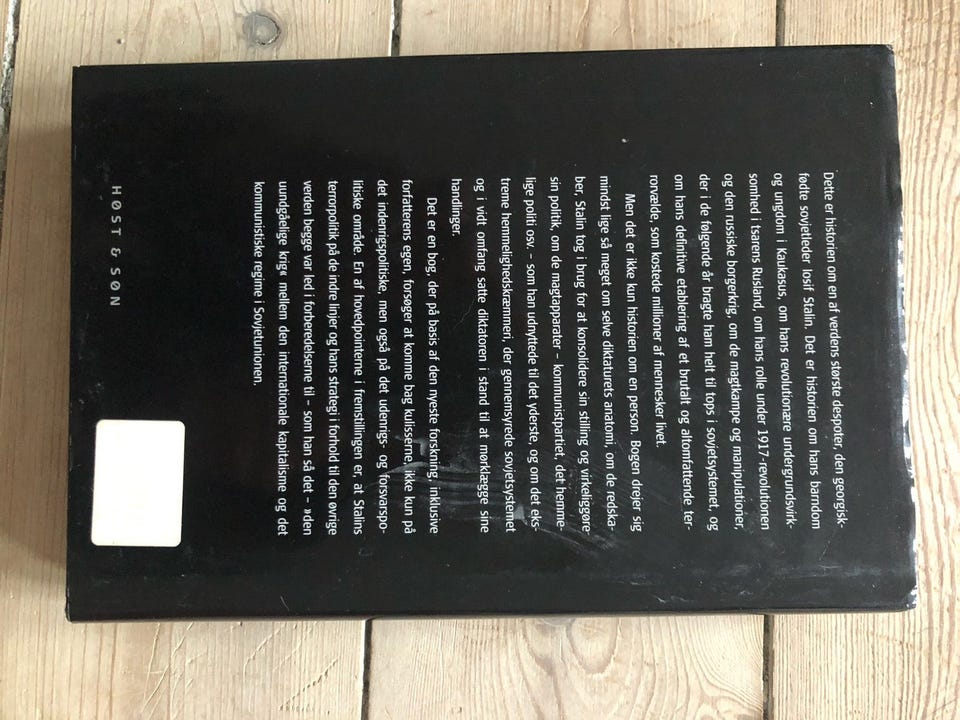 Dette er historien om en af verdens største despoter, den georgisk-
fødte sovjetleder Iosif Stalin. Det er historien om hans barndom
og ungdom i Kaukasus, om hans revolutionære undergrundsvirk-
somhed i tsarens Rusland, om hans rolle under 1917-revolutionen
og den russiske borgerkrig, om de magtkampe og manipulationer,
der i de følgende år bragte ham helt til tops i sovjetsystemet, og
om hans definitive etablering af et brutalt og altomfattende ter-
rorvælde, som kostede millioner af mennesker livet.
Men det er ikke kun historien om en person. Bogen drejer sig
mindst lige så meget om selve diktaturets anatomi, om de redska-
ber, Stalin tog i brug for at konsolidere sin stilling og virkeliggøre
sin politik, om de magtapparater – kommunistpartiet, det hemme-
lige politi osv. – som han udnyttede til det yderste, og om det eks-
treme hemmelighedskræmmeri, der gennemsyrede sovjetsystemet
og i vidt omfang satte diktatoren i stand til at mørklægge sine
handlinger.
Det er en bog, der på basis af den nyeste forskning, inklusive
forfatterens egen, forsøger at komme bag kulisserne, ikke kun på
det indenrigspolitiske, men også på det udenrigs- og forsvarspo-
litiske område. En af hovedpointerne i fremstillingen er, at Stalins
terrorpolitik på de indre linjer og hans strategi i forhold til den øvrige
verden begge var led i forberedelserne til – som han så det – »den
uundgåelige krig« mellem den internationale kapitalisme og det
kommunistiske regime i Sovjetunionen.
HØST & SØN